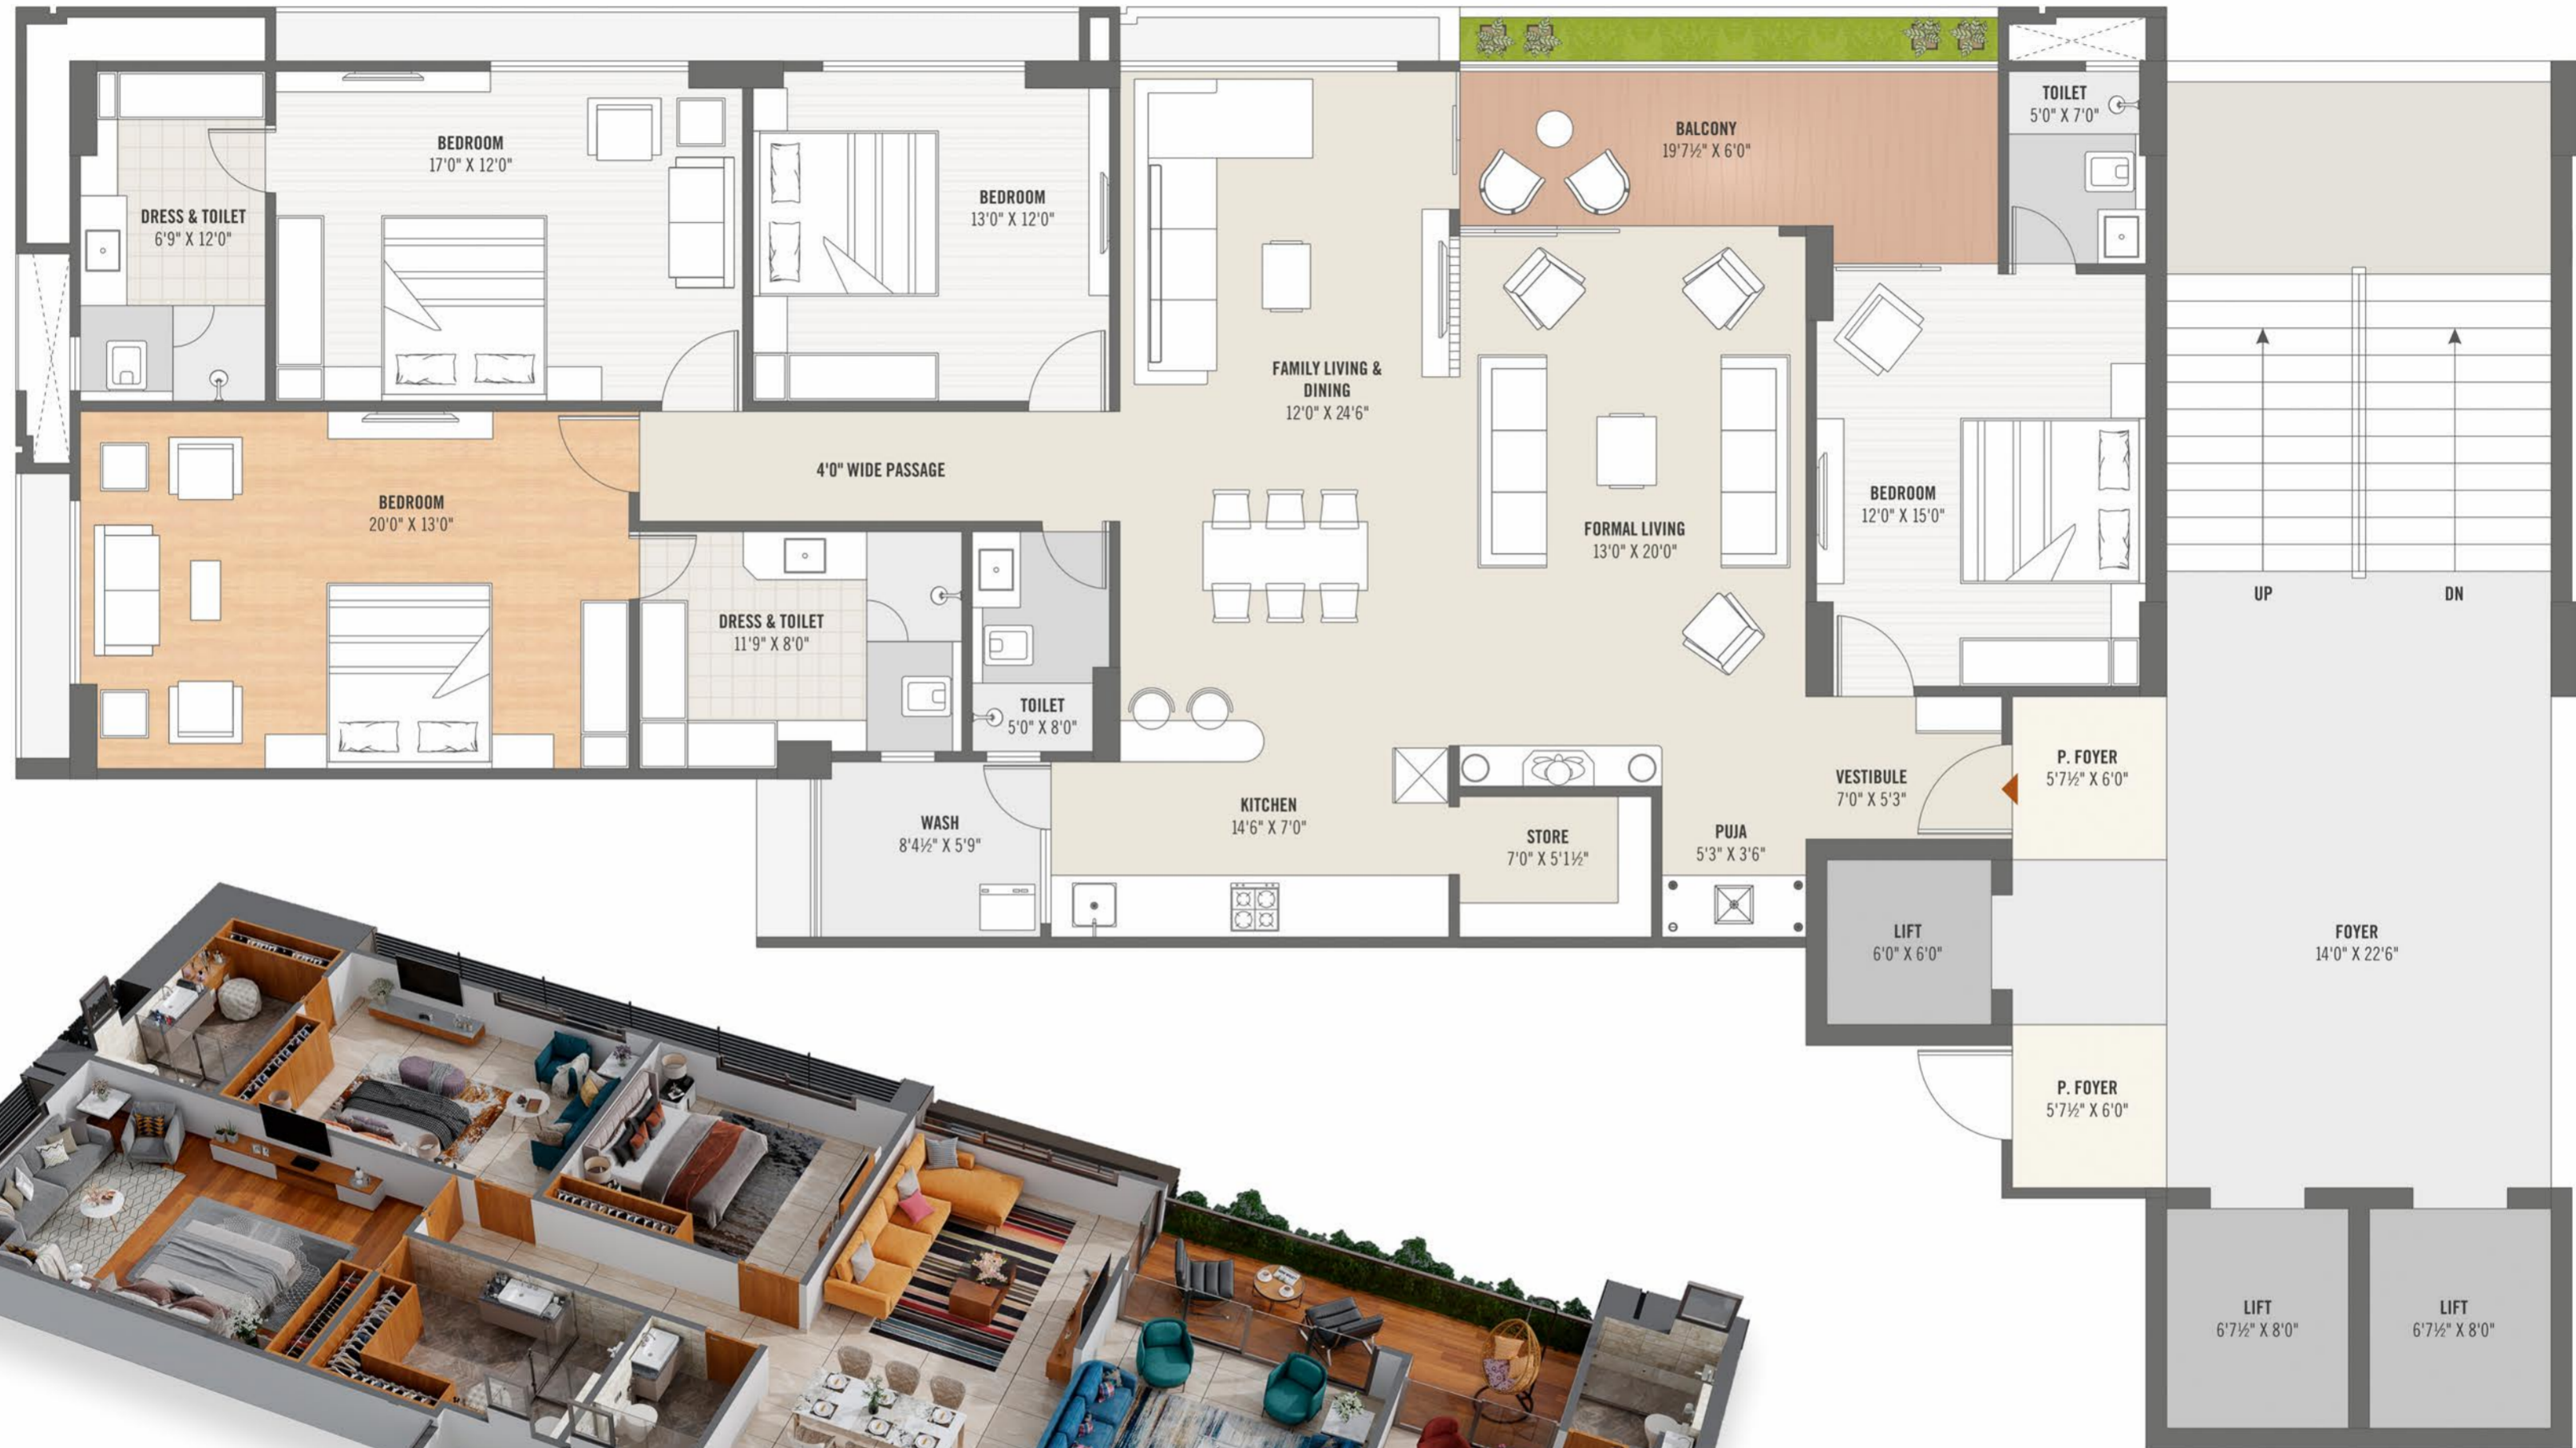 TOILET
5'0" X 7'0"
BALCONY
19'7½" X 6'0"
BEDROOM
17'0" X 12'0"
BEDROOM
13'0" X 12'0"
DRESS & TOILET
6'9" X 12'0"
FAMILY LIVING &
DINING
12'0" X 24'6"
4'0" WIDE PASSAGE
BEDROOM
20'0" X 13'0"
BEDROOM
12'0" X 15'0"
FORMAL LIVING
13'0" X 20'0"
UP
DN
DRESS & TOILET
11'9" X 8'0"
TOILET
5'0" X 8'0"
P. FOYER
5'7½" X 6'0"
VESTIBULE
7'0" X 5'3"
KITCHEN
14'6" X 7'0"
WASH
8'4½" X 5'9"
STORE
7'0" X 5'1½"
PUJA
5'3" X 3'6"
LIFT
6'0" X 6'0"
FOYER
14'0" X 22'6"
P. FOYER
5'7½" X 6'0"
LIFT
6'7½" X 8'0"
LIFT
6'7½" X 8'0"